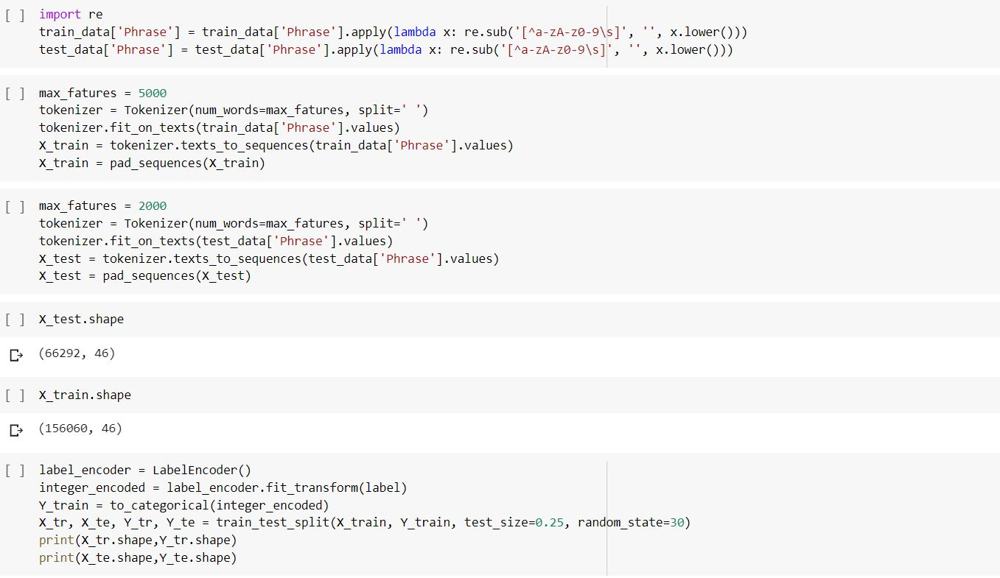 [ ] import re
train_data['Phrase'] = train_data['Phrase'].apply(lambda x: re.sub('[^a-zA-z0-9\s]', '', x.lower()))
test_data['Phrase'] = test_data['Phrase'].apply(lambda x: re.sub('[^a-zA-z0-9\s]', '', x.lower()))
[ ] max_fatures = 5000
tokenizer = Tokenizer(num_words=max_fatures, split=' ')
tokenizer.fit_on_texts(train_data['Phrase'].values)
X_train = tokenizer.texts_to_sequences(train_data['Phrase'].values)
X_train = pad_sequences(X_train)
[ ] max_fatures = 2000
tokenizer = Tokenizer(num_words=max_fatures, split=' ')
tokenizer.fit_on_texts(test_data['Phrase'].values)
X_test = tokenizer.texts_to_sequences(test_data['Phrase'].values)
X_test = pad_sequences(X_test)
[ ] X_test.shape
(66292, 46)
[ ] X_train.shape
(156060, 46)
[ ] label_encoder = LabelEncoder()
integer_encoded = label_encoder.fit_transform(label)
Y_train = to_categorical(integer_encoded)
X_tr, X_te, Y_tr, Y_te = train_test_split(X_train, Y_train, test_size=0.25, random_state=30)
print(X_tr.shape,Y_tr.shape)
print(X_te.shape,Y_te.shape)